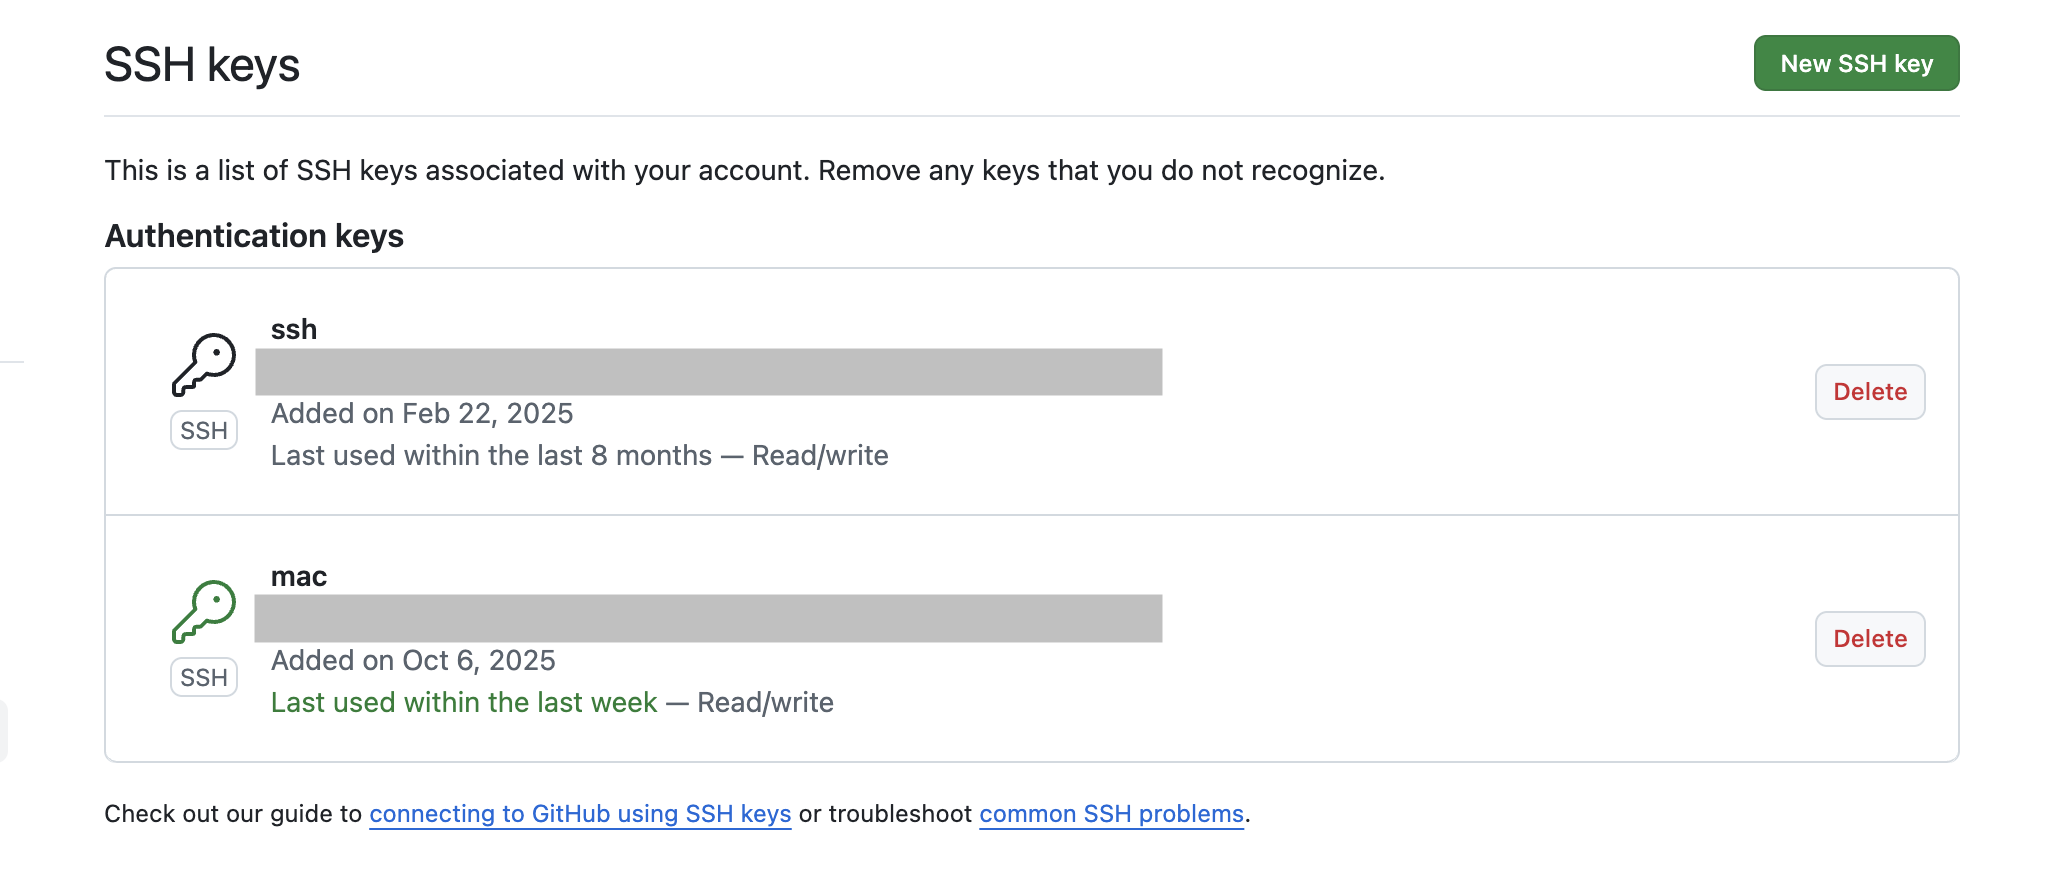 SSH keys
New SSH key
This is a list of SSH keys associated with your account. Remove any keys that you do not recognize.
Authentication keys
ssh
SSH
Added on Feb 22, 2025
Last used within the last 8 months — Read/write
Delete
mac
SSH
Added on Oct 6, 2025
Last used within the last week — Read/write
Delete
Check out our guide to connecting to GitHub using SSH keys or troubleshoot common SSH problems.